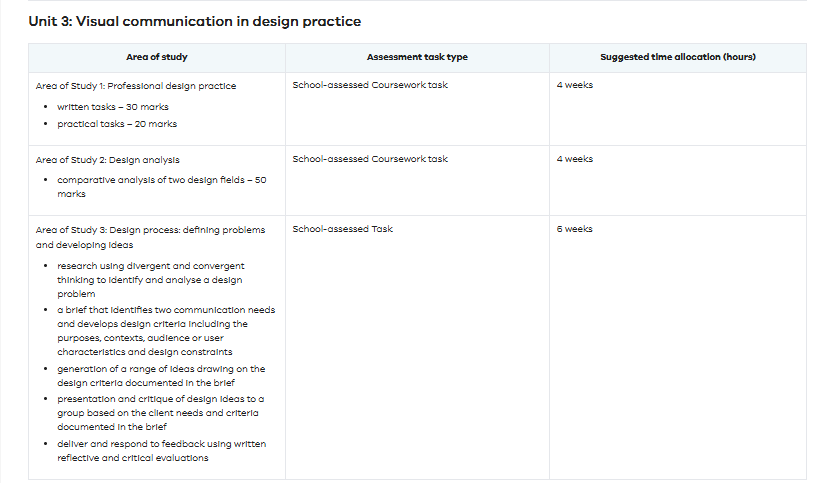 Unit 3: Visual communication in design practice
Area of study
Assessment task type
Suggested time allocation (hours)
Area of Study 1: Professional design practice
• written tasks – 30 marks
• practical tasks – 20 marks
School-assessed Coursework task
4 weeks
Area of Study 2: Design analysis
• comparative analysis of two design fields – 50
marks
School-assessed Coursework task
4 weeks
Area of Study 3: Design process: defining problems
and developing ideas
• research using divergent and convergent
thinking to identify and analyse a design
problem
• a brief that identifies two communication needs
and develops design criteria including the
purposes, contexts, audience or user
characteristics and design constraints
• generation of a range of ideas drawing on the
design criteria documented in the brief
• presentation and critique of design ideas to a
group based on the client needs and criteria
documented in the brief
• deliver and respond to feedback using written
reflective and critical evaluations
School-assessed Task
6 weeks